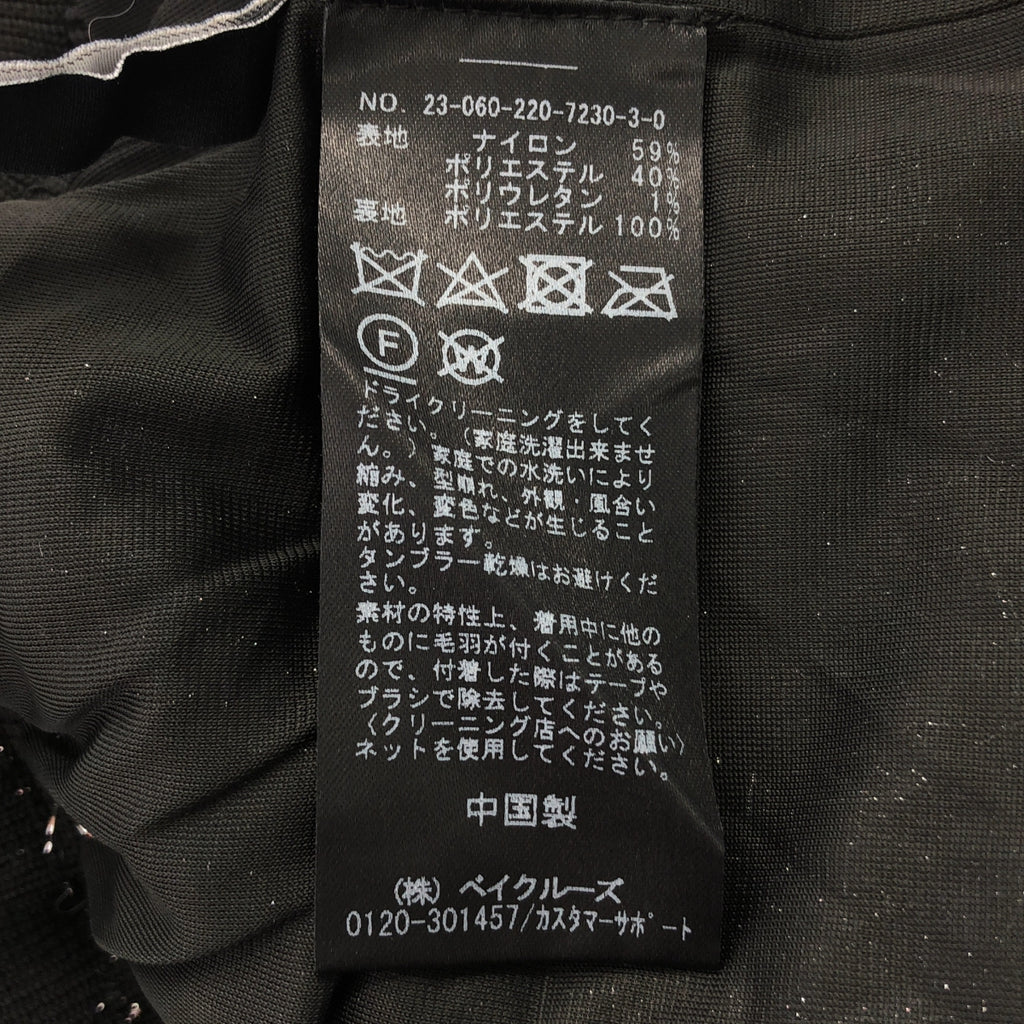 NO. 23-060-220-7230-3-0
表地 ナイロン 59%
ポリエステル 40%
ポリウレタン 1%
裏地 ポリエステル 100%
F
W
ドライクリーニングをしてく
ださい。(家庭洗濯出来ませ
ん。)家庭での水洗いにより
縮み、型崩れ、外観・風合い
変化、変色などが生じること
があります。
タンブラー乾燥はお避けくだ
さい。
素材の特性上、着用中に他の
ものに毛羽が付くことがある
ので、付着した際はテープや
ブラシで除去してください。
〈クリーニング店へのお願い〉
ネットを使用してください。
中国製
(株) ベイクルーズ
0120-301457/カスタマーサポート